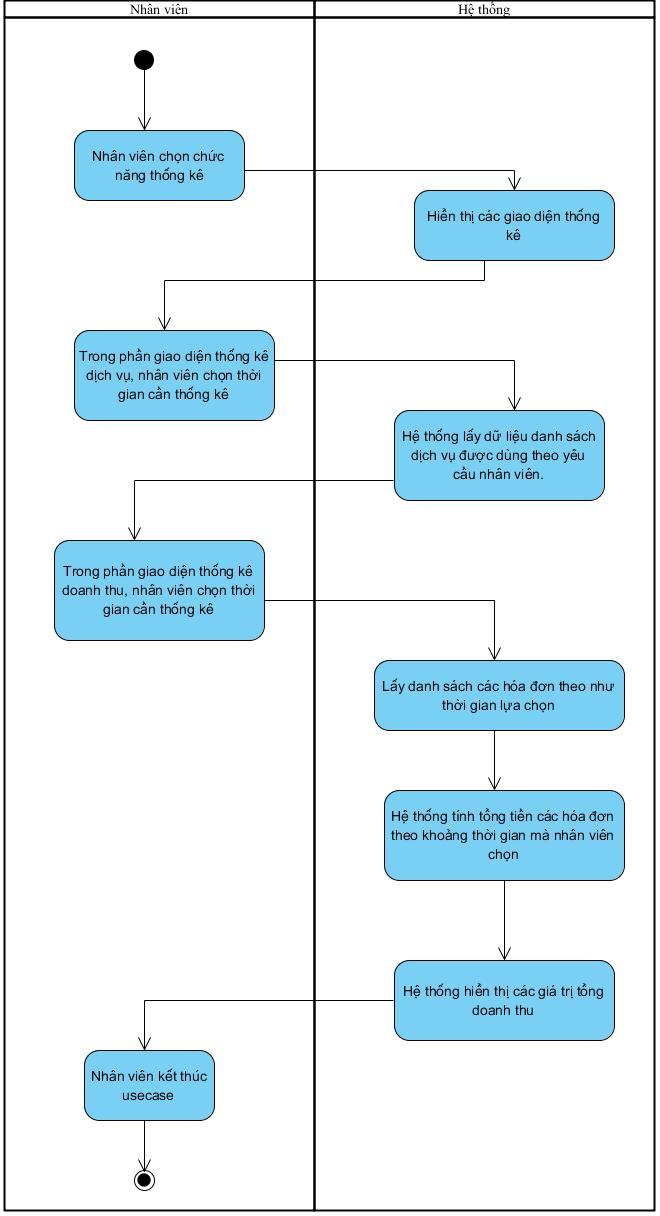 Nhân viên
Hệ thống
Nhân viên chọn chức
năng thống kê
Hiển thị các giao diện thống
kê
Trong phần giao diện thống kê
dịch vụ, nhân viên chọn thời
gian cần thống kê
Hệ thống lấy dữ liệu danh sách
dịch vụ được dùng theo yêu
cầu nhân viên.
Trong phần giao diện thống kê
doanh thu, nhân viên chọn thời
gian cần thống kê
Lấy danh sách các hóa đơn theo như
thời gian lựa chọn
Hệ thống tính tổng tiền các hóa đơn
theo khoảng thời gian mà nhân viên
chọn
Hệ thống hiển thị các giá trị tổng
doanh thu
Nhân viên kết thúc
usecase